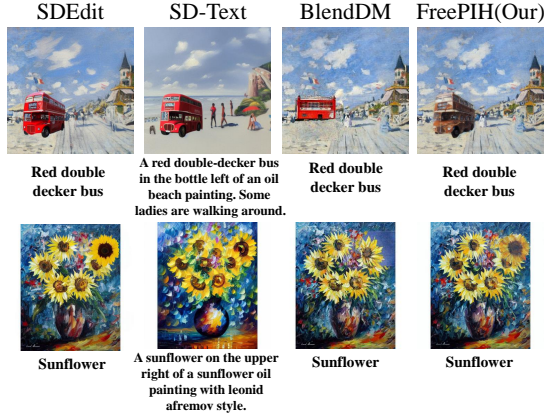 SDEdit SD-Text BlendDM FreePIH(Our)
Red double
decker bus
A red double-decker bus
in the bottle left of an oil
beach painting. Some
ladies are walking around.
Red double
decker bus
Red double
decker bus
Sunflower
A sunflower on the upper
right of a sunflower oil
painting with leonid
afremov style.
Sunflower
Sunflower